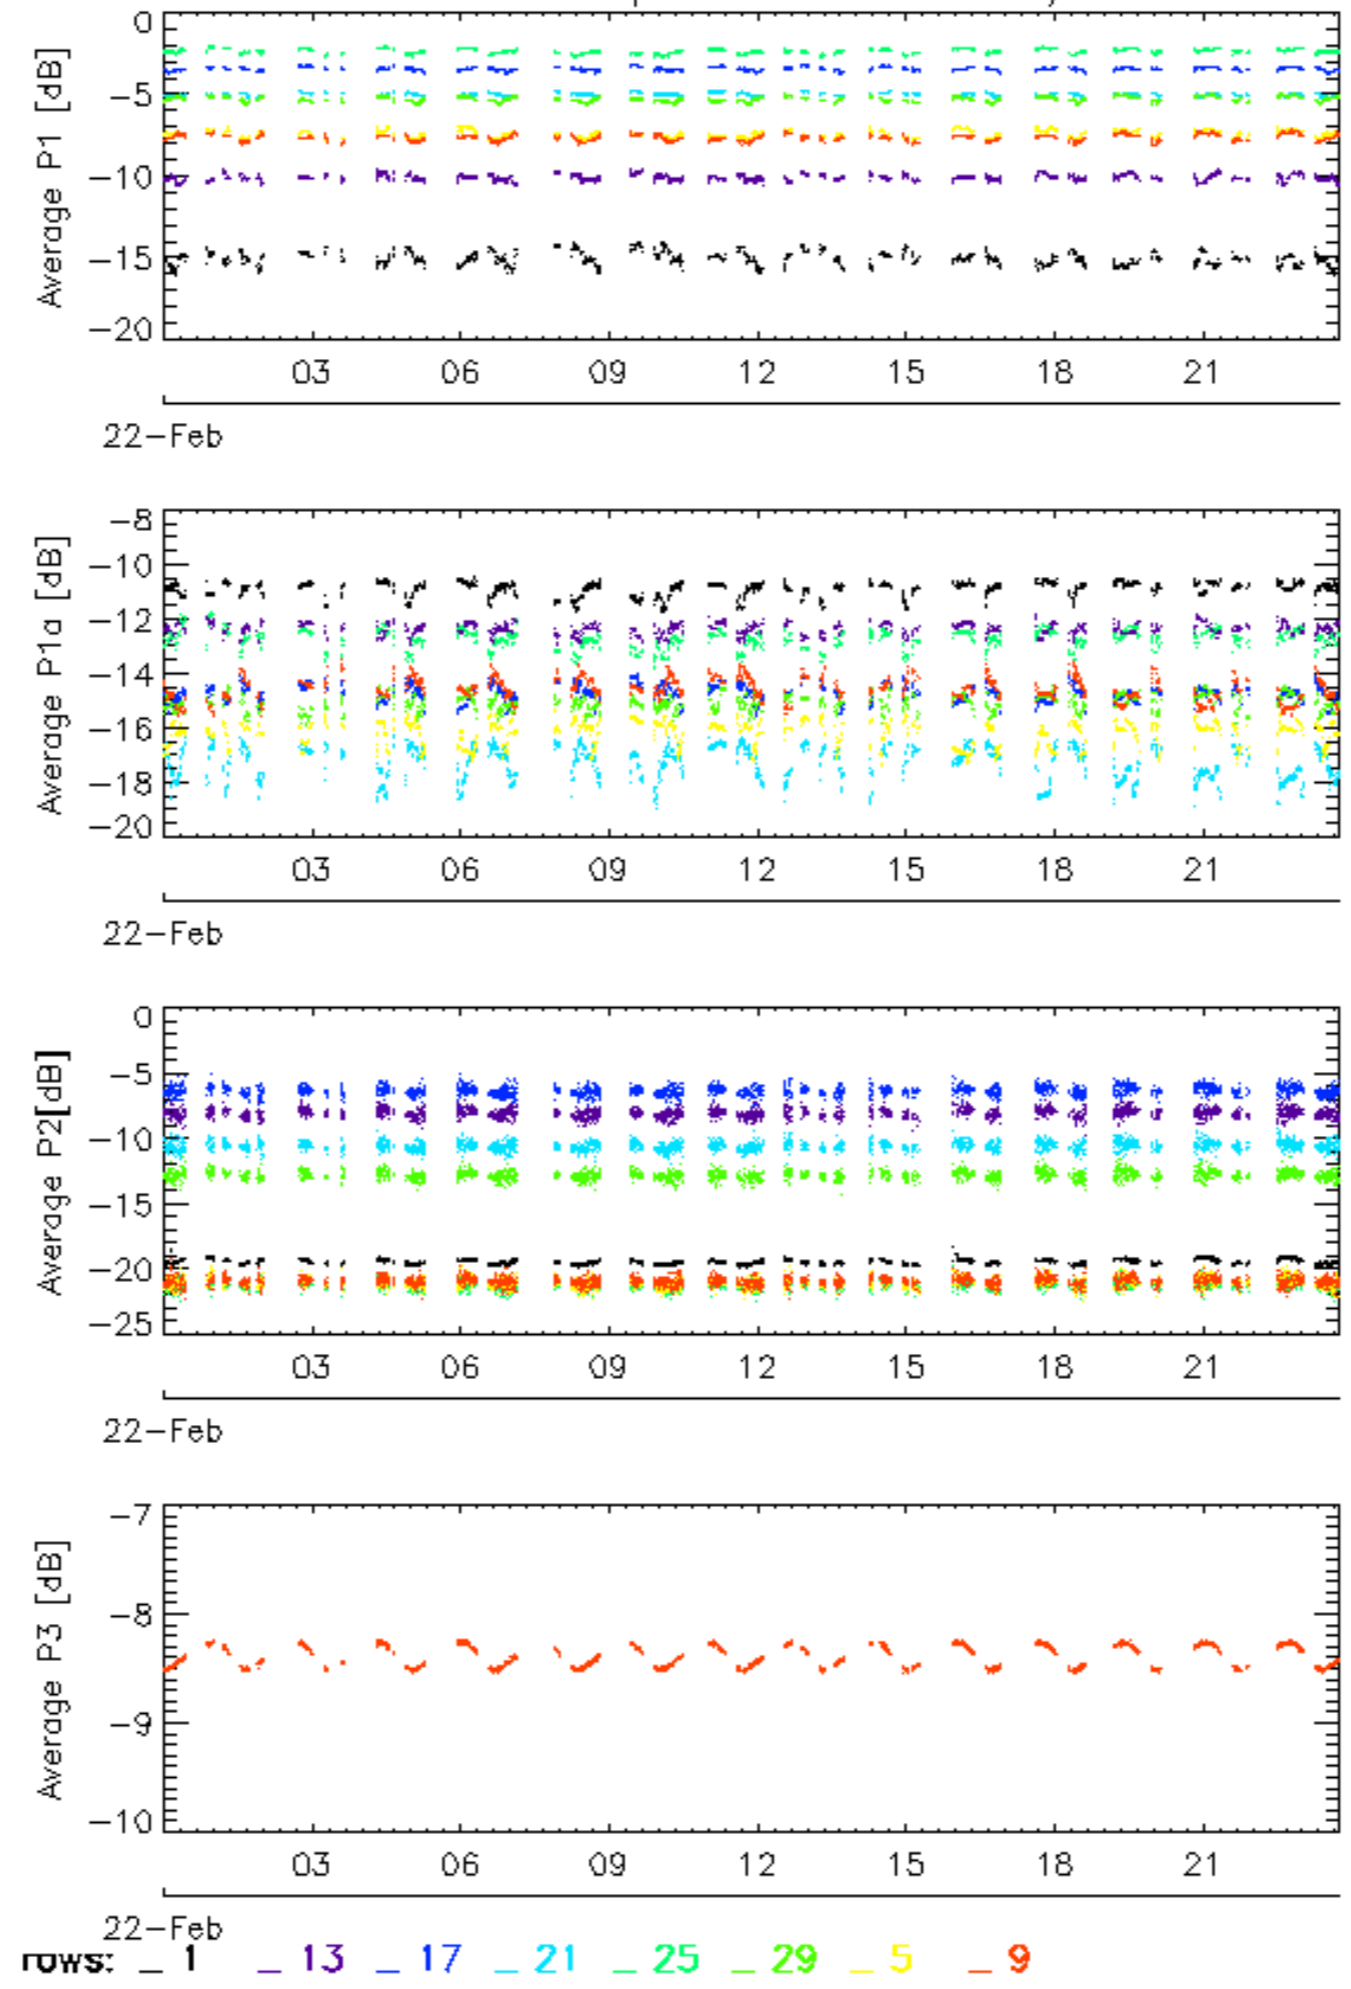 0
−5
−10
−15
−20
Average P1 [dB]
03 06 09 12 15 18 21
22−Feb
−8
−10
−12
−14
−16
−18
−20
Average P1a [dB]
03 06 09 12 15 18 21
22−Feb
0
−5
−10
−15
−20
−25
Average P2[dB]
03 06 09 12 15 18 21
22−Feb
−7
−8
−9
−10
Average P3 [dB]
03 06 09 12 15 18 21
22−Feb
rows: _ 1 _ 13 _ 17 _ 21 _ 25 _ 29 _ 5 _ 9